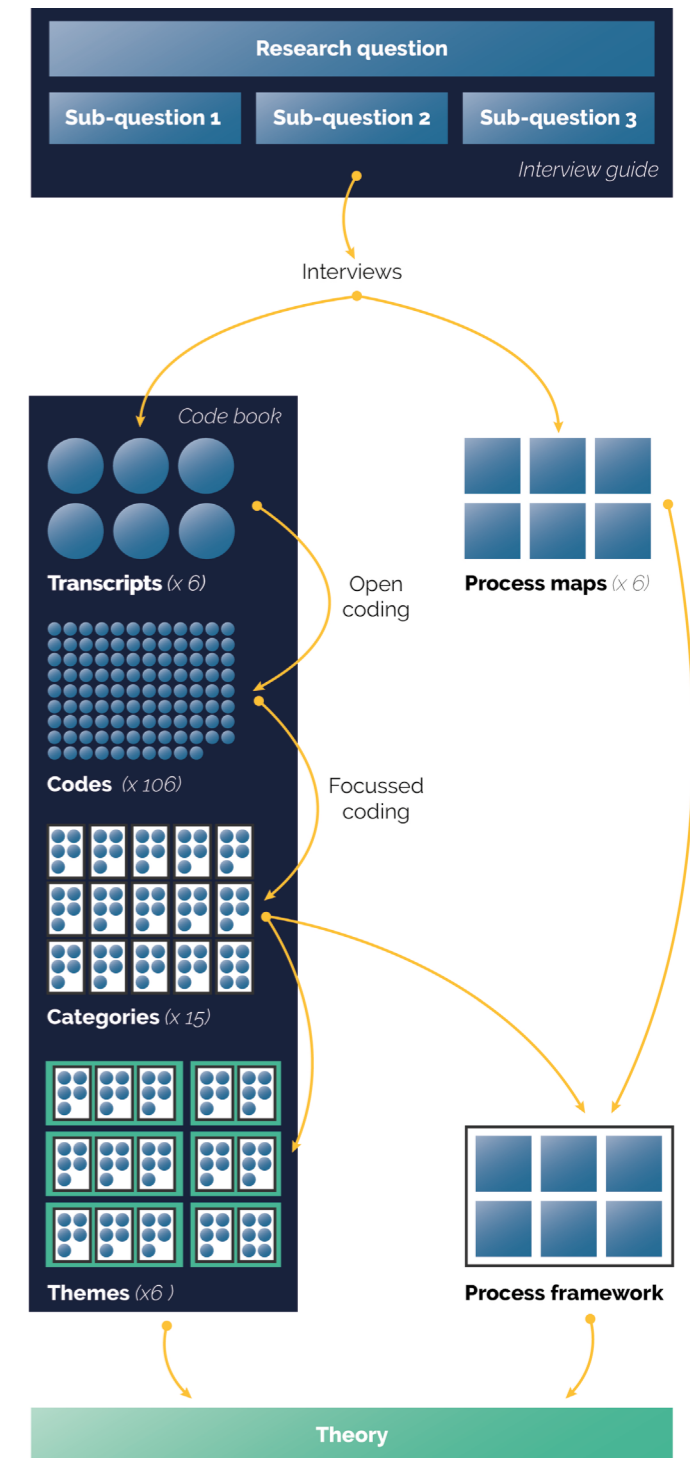 Research question
Sub-question 1
Sub-question 2
Sub-question 3
Interview guide
Interviews
Code book
Transcripts (x 6)
Process maps (x 6)
Open
coding
Codes (x 106)
Focussed
coding
Categories (x 15)
Themes (x6 )
Process framework
Theory